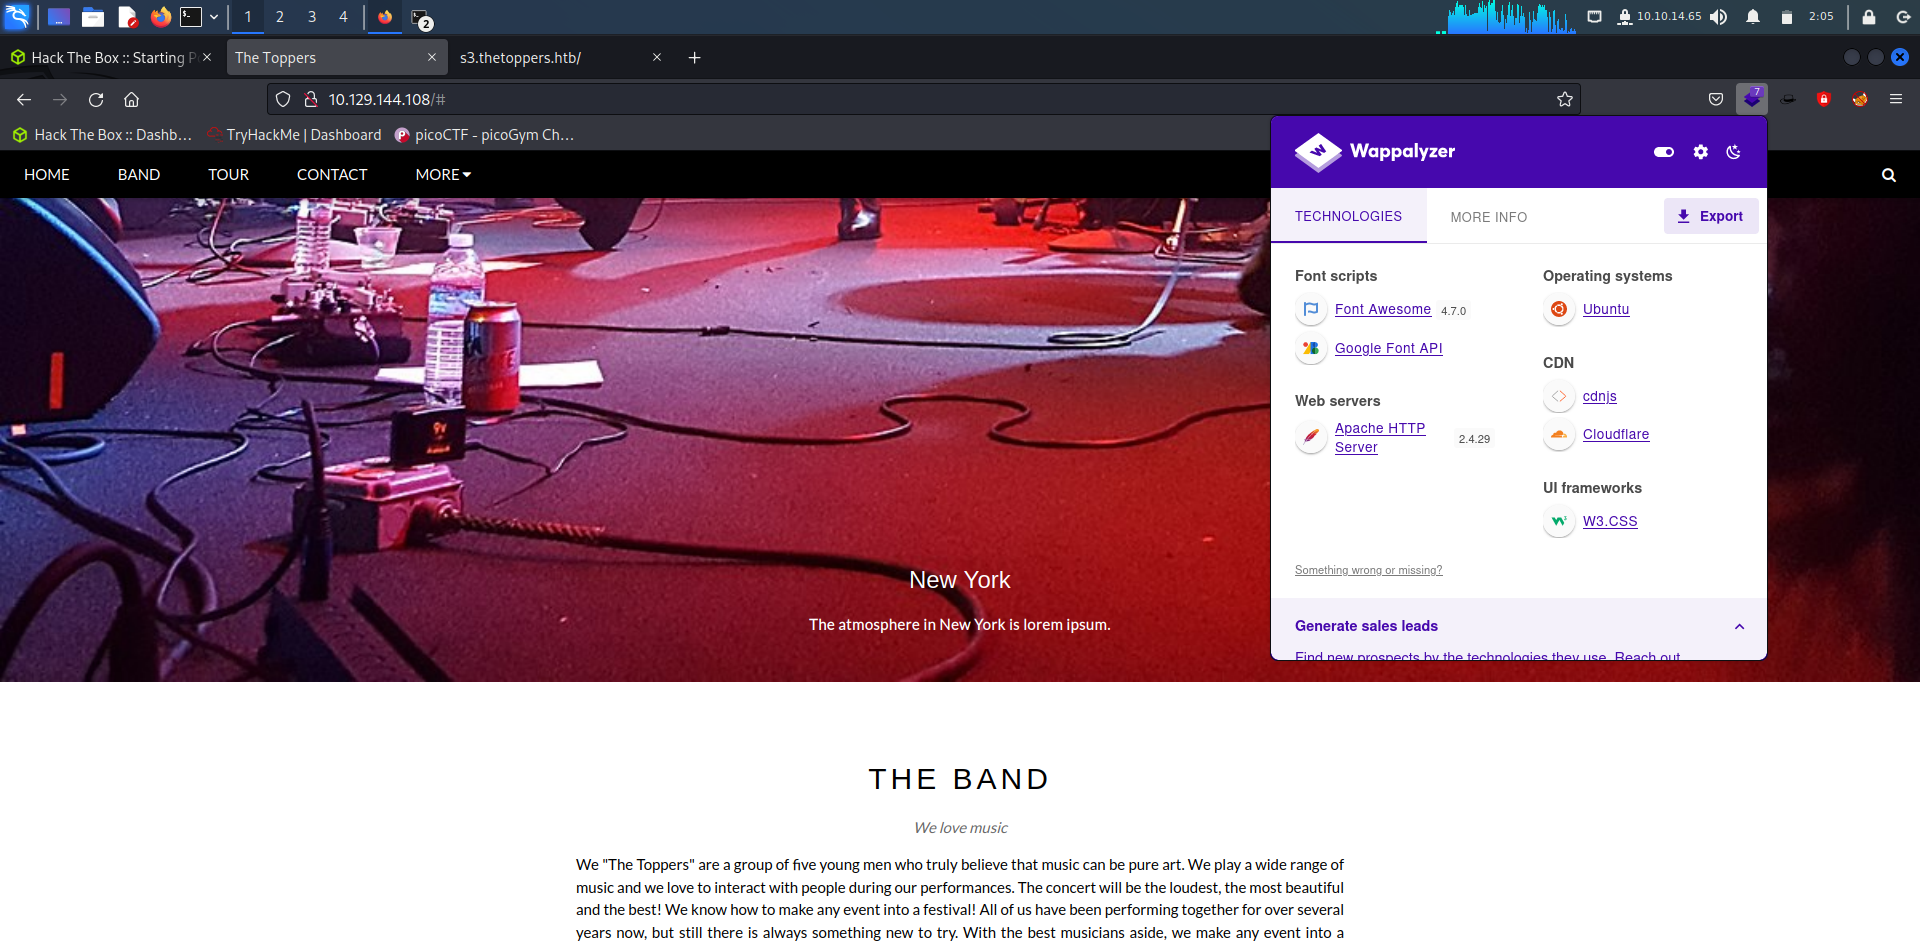 1 2 3 4 2 10.10.14.65 2:05
Hack The Box :: Starting P
The Toppers
s3.thetoppers.htb/
10.129.144.108/#
7
Hack The Box :: Dashb…
TryHackMe | Dashboard
picoCTF - picoGym Ch…
HOME BAND TOUR CONTACT MORE
Wappalyzer
TECHNOLOGIES
MORE INFO
Export
Font scripts
Font Awesome 4.7.0
Google Font API
Web servers
Apache HTTP
Server
2.4.29
Operating systems
Ubuntu
CDN
cdnjs
Cloudflare
UI frameworks
W3.CSS
Something wrong or missing?
Generate sales leads
Find new prospects by the technologies they use. Reach out
New York
The atmosphere in New York is lorem ipsum.
THE BAND
We love music
We "The Toppers" are a group of five young men who truly believe that music can be pure art. We play a wide range of
music and we love to interact with people during our performances. The concert will be the loudest, the most beautiful
and the best! We know how to make any event into a festival! All of us have been performing together for over several
years now, but still there is always something new to try. With the best musicians aside, we make any event into a